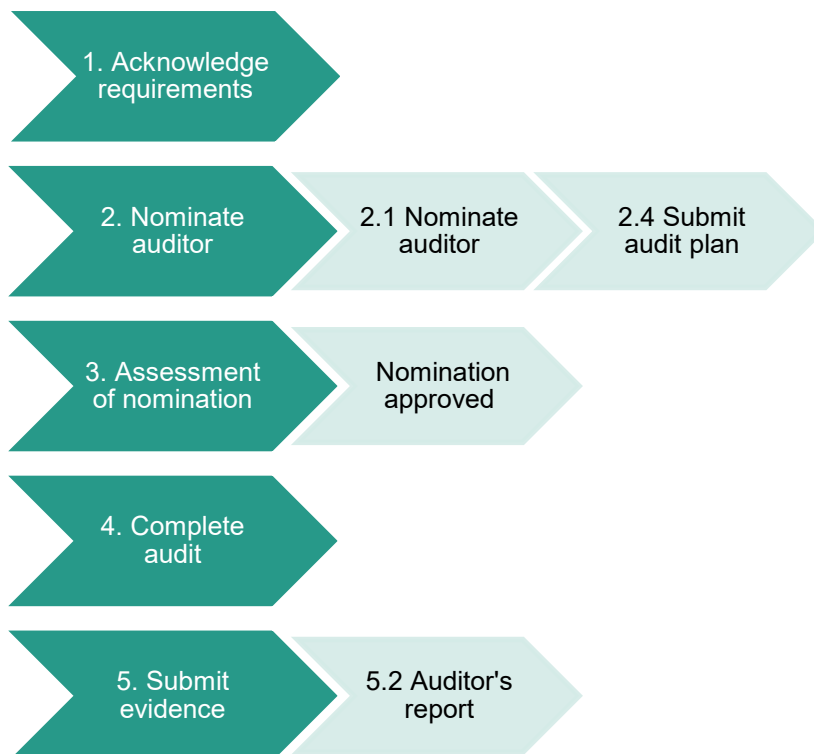 1. Acknowledge
requirements
2. Nominate
auditor
2.1 Nominate
auditor
2.4 Submit
audit plan
3. Assessment
of nomination
Nomination
approved
4. Complete
audit
5. Submit
evidence
5.2 Auditor's
report